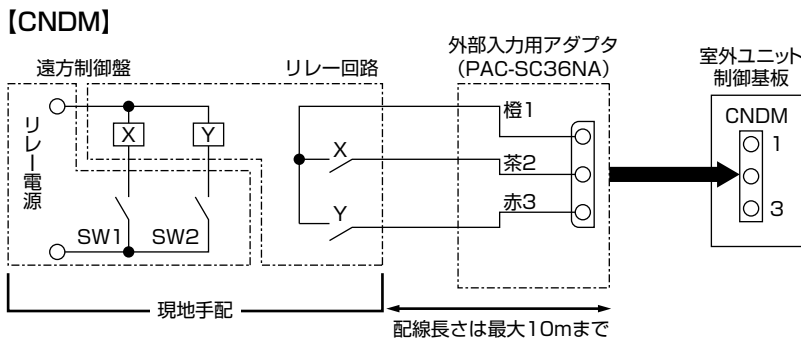 【CNDM】
遠方制御盤
リレー回路
外部入力用アダプタ
(PAC-SC36NA)
室外ユニット
制御基板
リレー電源
X
Y
SW1
SW2
X
Y
橙1
茶2
赤3
CNDM
1
3
現地手配
配線長さは最大10mまで